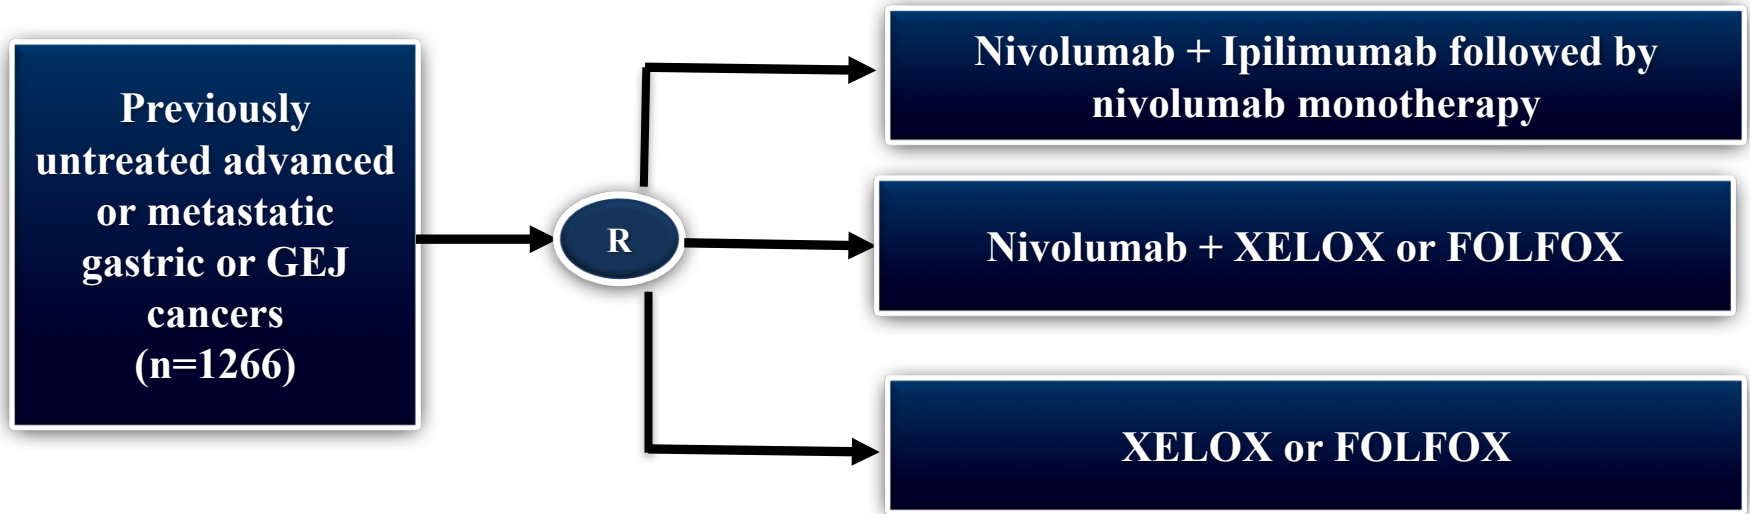 Previously
untreated advanced
or metastatic
gastric or GEJ
cancers
(n=1266)
R
Nivolumab + Ipilimumab followed by
nivolumab monotherapy
Nivolumab + XELOX or FOLFOX
XELOX or FOLFOX